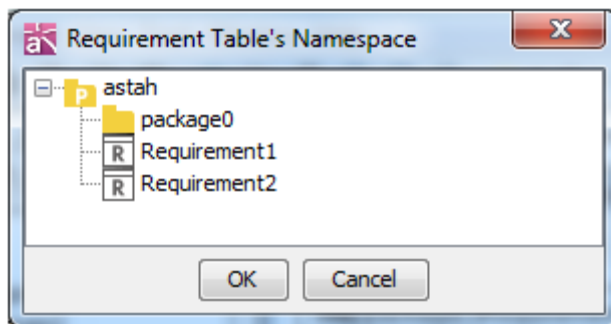 Requirement Table's Namespace
astah
package0
Requirement1
Requirement2
OK Cancel